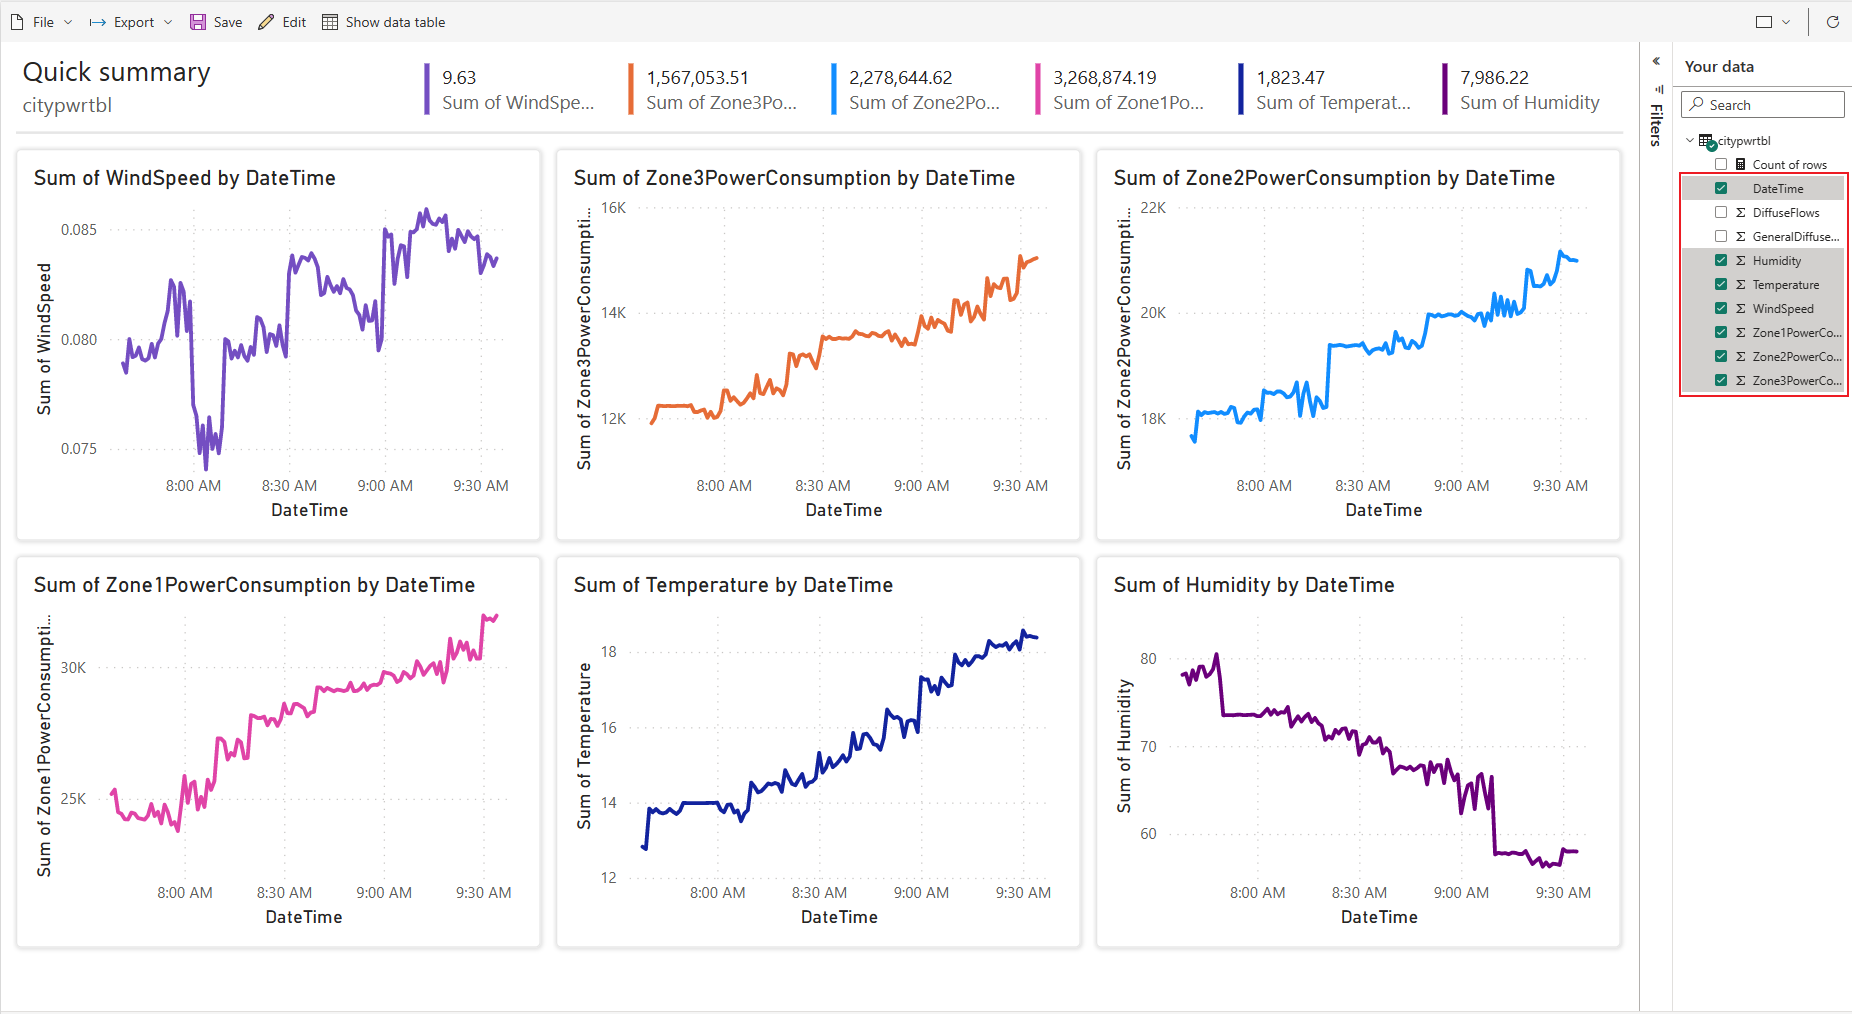 File
Export
Save
Edit
Show data table
Quick summary
citypwrtbl
9.63
Sum of WindSpe...
1,567,053.51
Sum of Zone3Po...
2,278,644.62
Sum of Zone2Po...
3,268,874.19
Sum of Zone1Po...
1,823.47
Sum of Temperat...
7,986.22
Sum of Humidity
Sum of WindSpeed by DateTime
Sum of WindSpeed
0.085
0.080
0.075
8:00 AM 8:30 AM 9:00 AM 9:30 AM
DateTime
Sum of Zone3PowerConsumption by DateTime
Sum of Zone3PowerConsumpti...
16K
14K
12K
8:00 AM 8:30 AM 9:00 AM 9:30 AM
DateTime
Sum of Zone2PowerConsumption by DateTime
Sum of Zone2PowerConsumpti...
22K
20K
18K
8:00 AM 8:30 AM 9:00 AM 9:30 AM
DateTime
Sum of Zone1PowerConsumption by DateTime
Sum of Zone1PowerConsumpti...
30K
25K
8:00 AM 8:30 AM 9:00 AM 9:30 AM
DateTime
Sum of Temperature by DateTime
Sum of Temperature
18
16
14
12
8:00 AM 8:30 AM 9:00 AM 9:30 AM
DateTime
Sum of Humidity by DateTime
Sum of Humidity
80
70
60
8:00 AM 8:30 AM 9:00 AM 9:30 AM
DateTime
Filters
Your data
Search
citypwrtbl
Count of rows
DateTime
DiffuseFlows
GeneralDiffuse...
Humidity
Temperature
WindSpeed
Zone1PowerCo...
Zone2PowerCo...
Zone3PowerCo...